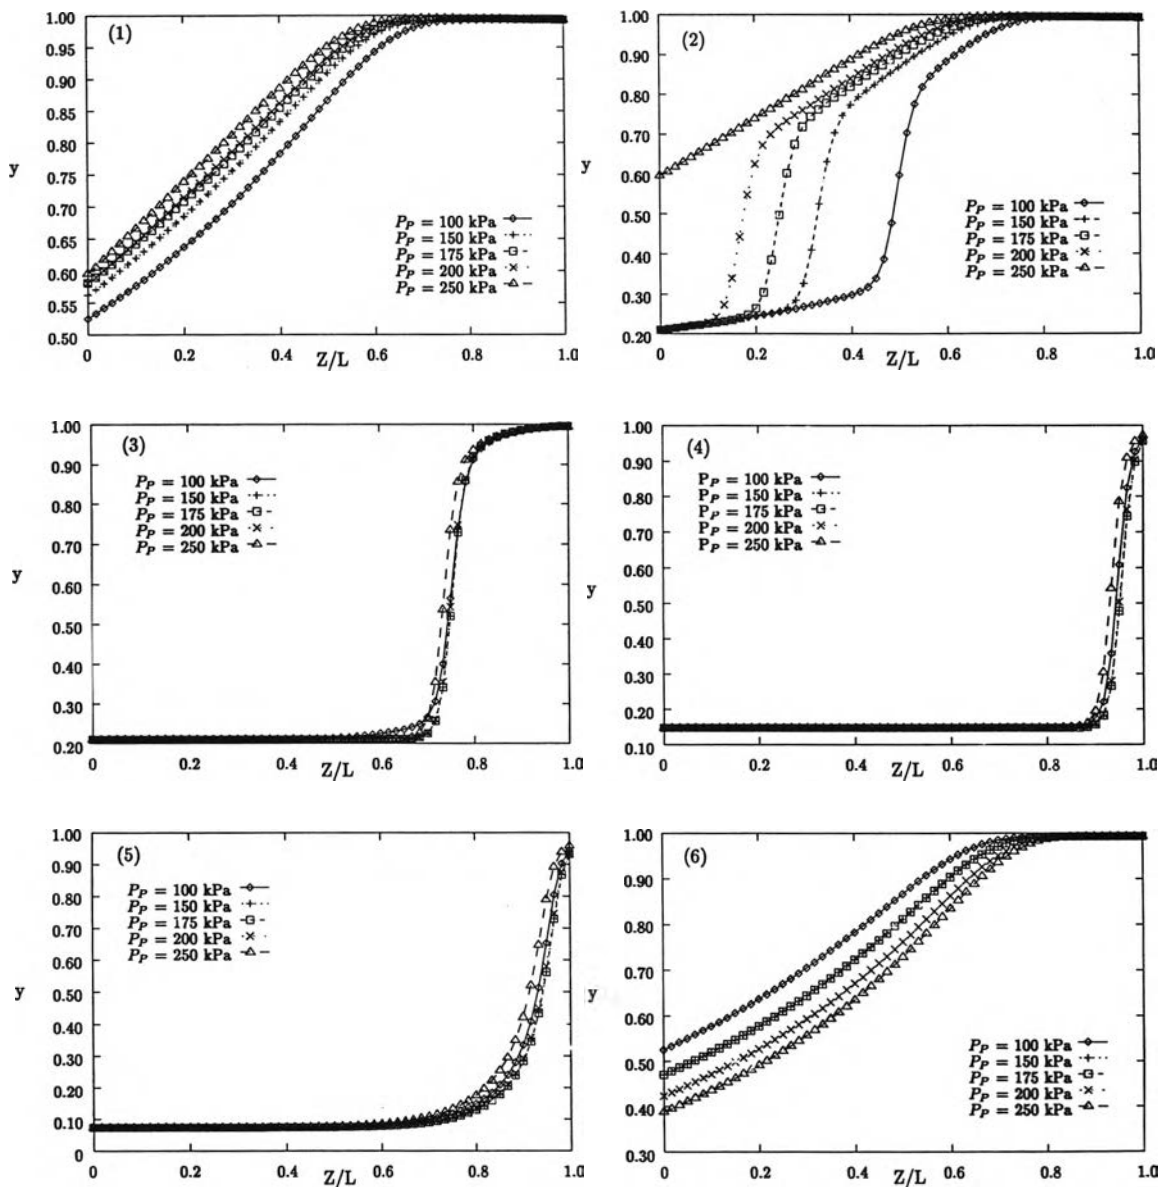 (1)
1.00
0.95
0.90
0.85
0.80
0.75
y
0.70
0.65
0.60
0.55
0.50
P_P = 100 kPa
P_P = 150 kPa
P_P = 175 kPa
P_P = 200 kPa
P_P = 250 kPa
0 0.2 0.4 0.6 0.8 1.0
Z/L
(2)
1.00
0.90
0.80
0.70
y
0.60
0.50
0.40
0.30
0.20
P_P = 100 kPa
P_P = 150 kPa
P_P = 175 kPa
P_P = 200 kPa
P_P = 250 kPa
0 0.2 0.4 0.6 0.8 1.0
Z/L
(3)
1.00
0.90
0.80
0.70
0.60
y
0.50
0.40
0.30
0.20
P_P = 100 kPa
P_P = 150 kPa
P_P = 175 kPa
P_P = 200 kPa
P_P = 250 kPa
0 0.2 0.4 0.6 0.8 1.0
Z/L
(4)
1.00
0.90
0.80
0.70
0.60
y
0.50
0.40
0.30
0.20
0.10
P_P = 100 kPa
P_P = 150 kPa
P_P = 175 kPa
P_P = 200 kPa
P_P = 250 kPa
0 0.2 0.4 0.6 0.8 1.0
Z/L
(5)
1.00
0.90
0.80
0.70
0.60
y
0.50
0.40
0.30
0.20
0.10
0
P_P = 100 kPa
P_P = 150 kPa
P_P = 175 kPa
P_P = 200 kPa
P_P = 250 kPa
0 0.2 0.4 0.6 0.8 1.0
Z/L
(6)
1.00
0.90
0.80
0.70
y
0.60
0.50
0.40
0.30
P_P = 100 kPa
P_P = 150 kPa
P_P = 175 kPa
P_P = 200 kPa
P_P = 250 kPa
0 0.2 0.4 0.6 0.8 1.0
Z/L